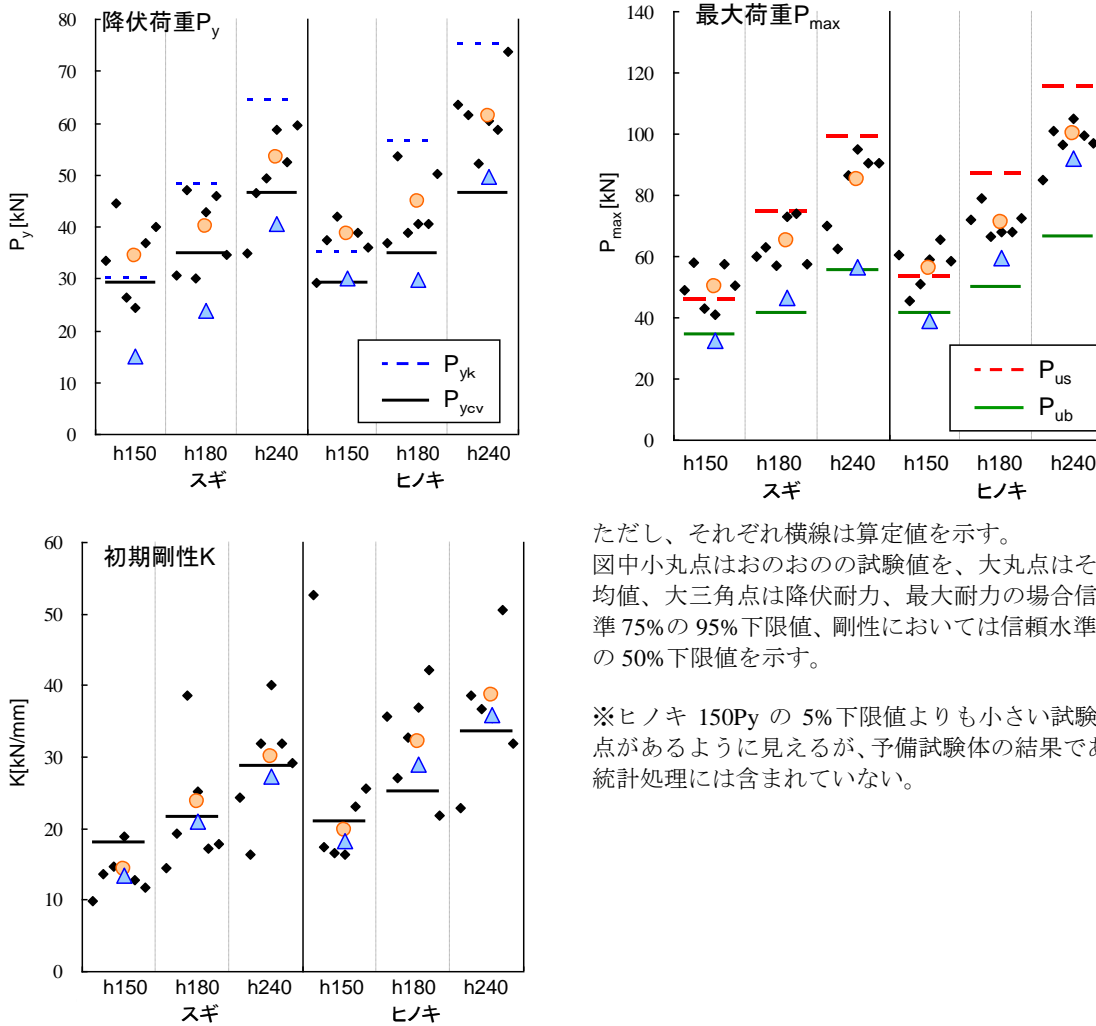 降伏荷重Py
80
70
60
50
40
30
20
10
0
Py[kN]
Pyk
Pycv
h150 h180 h240 h150 h180 h240
スギ ヒノキ
最大荷重Pmax
140
120
100
80
60
40
20
0
Pmax[kN]
Pus
Pub
h150 h180 h240 h150 h180 h240
スギ ヒノキ
初期剛性K
60
50
40
30
20
10
0
K[kN/mm]
h150 h180 h240 h150 h180 h240
スギ ヒノキ
ただし、それぞれ横線は算定値を示す。
図中小丸点はおのおのの試験値を、大丸点はそ
均値、大三角点は降伏耐力、最大耐力の場合信
準 75%の 95%下限値、剛性においては信頼水準
の 50%下限値を示す。
※ヒノキ 150Py の 5%下限値よりも小さい試験
点があるように見えるが、予備試験体の結果であ
統計処理には含まれていない。